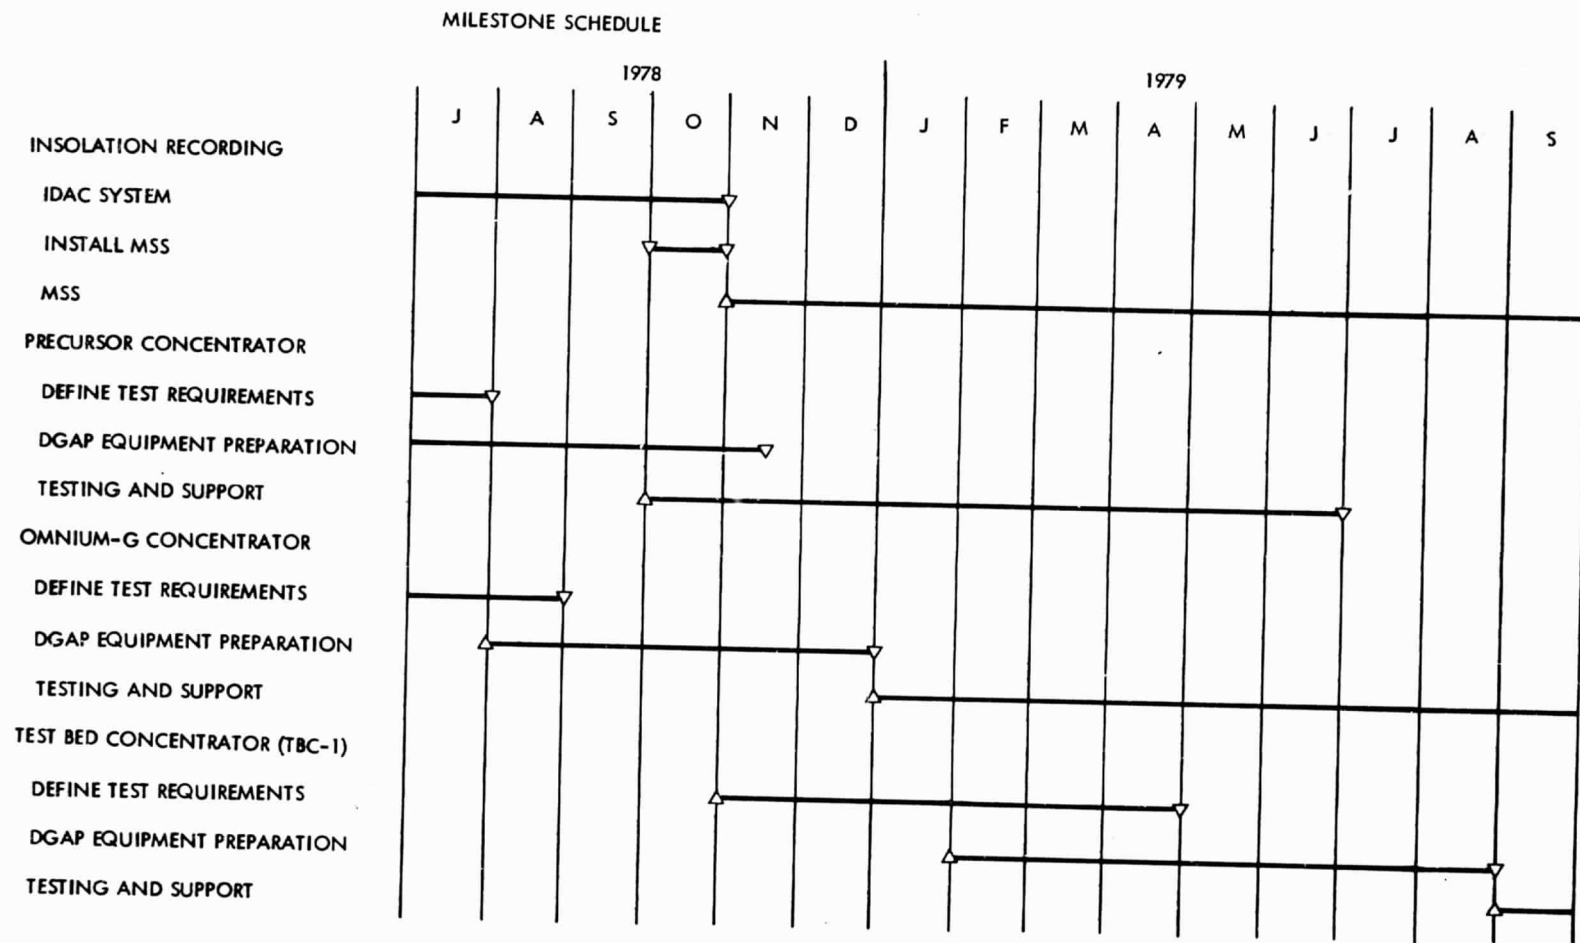 MILESTONE SCHEDULE
1978
1979
J A S O N D J F M A M J J A S
INSOLATION RECORDING
IDAC SYSTEM
INSTALL MSS
MSS
PRECURSOR CONCENTRATOR
DEFINE TEST REQUIREMENTS
DGAP EQUIPMENT PREPARATION
TESTING AND SUPPORT
OMNIUM-G CONCENTRATOR
DEFINE TEST REQUIREMENTS
DGAP EQUIPMENT PREPARATION
TESTING AND SUPPORT
TEST BED CONCENTRATOR (TBC-1)
DEFINE TEST REQUIREMENTS
DGAP EQUIPMENT PREPARATION
TESTING AND SUPPORT